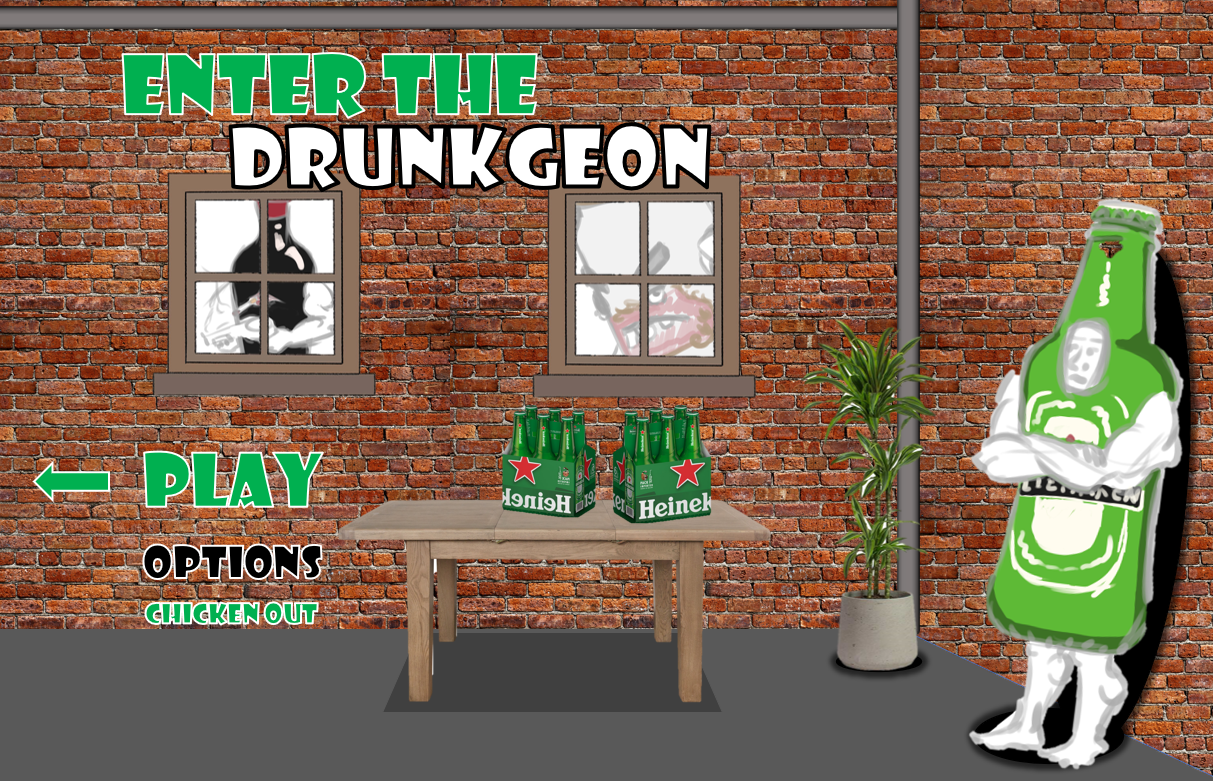 ENTER THE
DRUNKGEON
PLAY
OPTIONS
CHICKEN OUT
Heinek
Heinek